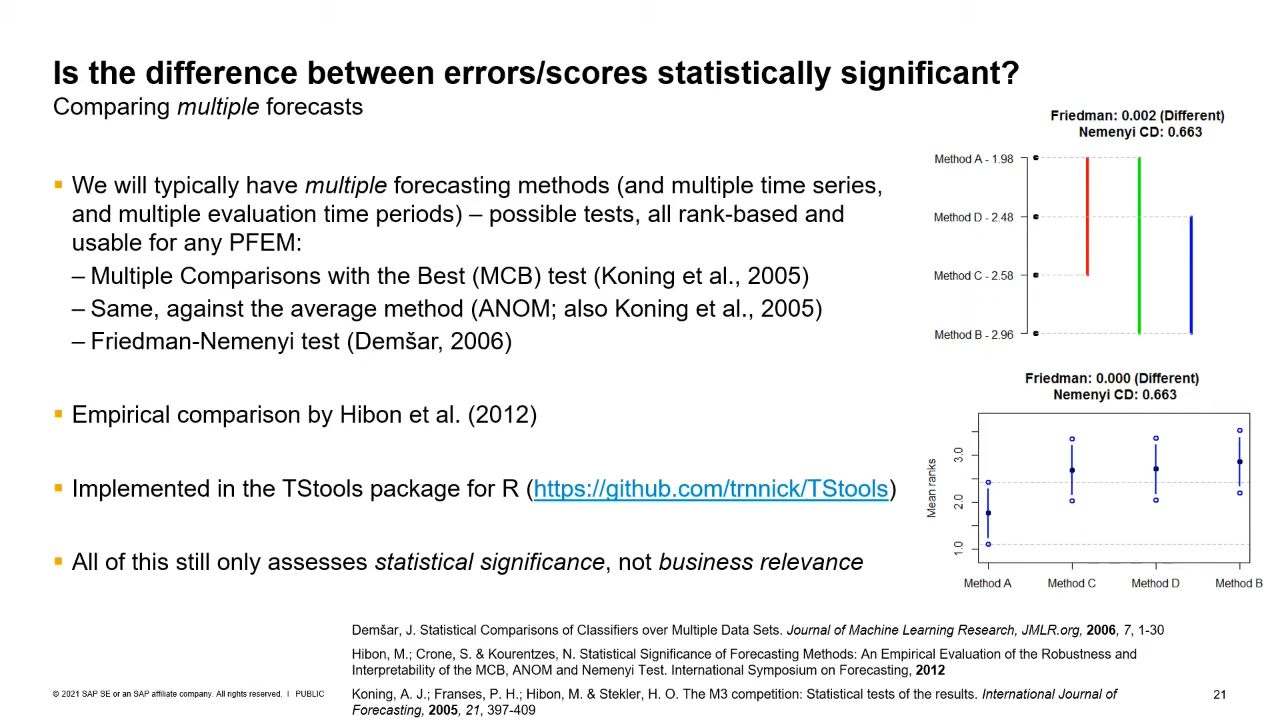 Is the difference between errors/scores statistically significant?
Comparing multiple forecasts
▪ We will typically have multiple forecasting methods (and multiple time series,
and multiple evaluation time periods) – possible tests, all rank-based and
usable for any PFEM:
– Multiple Comparisons with the Best (MCB) test (Koning et al., 2005)
– Same, against the average method (ANOM; also Koning et al., 2005)
– Friedman-Nemenyi test (Demšar, 2006)
▪ Empirical comparison by Hibon et al. (2012)
▪ Implemented in the TStools package for R (https://github.com/trnnick/TStools)
▪ All of this still only assesses statistical significance, not business relevance
Friedman: 0.002 (Different)
Nemenyi CD: 0.663
Method A - 1.98
Method D - 2.48
Method C - 2.58
Method B - 2.96
Friedman: 0.000 (Different)
Nemenyi CD: 0.663
Mean ranks
3.0
2.0
1.0
Method A
Method C
Method D
Method B
Demšar, J. Statistical Comparisons of Classifiers over Multiple Data Sets. Journal of Machine Learning Research, JMLR.org, 2006, 7, 1-30
Hibon, M.; Crone, S. & Kourentzes, N. Statistical Significance of Forecasting Methods: An Empirical Evaluation of the Robustness and
Interpretability of the MCB, ANOM and Nemenyi Test. International Symposium on Forecasting, 2012
Koning, A. J.; Franses, P. H.; Hibon, M. & Stekler, H. O. The M3 competition: Statistical tests of the results. International Journal of
Forecasting, 2005, 21, 397-409
© 2021 SAP SE or an SAP affiliate company. All rights reserved. I PUBLIC
21